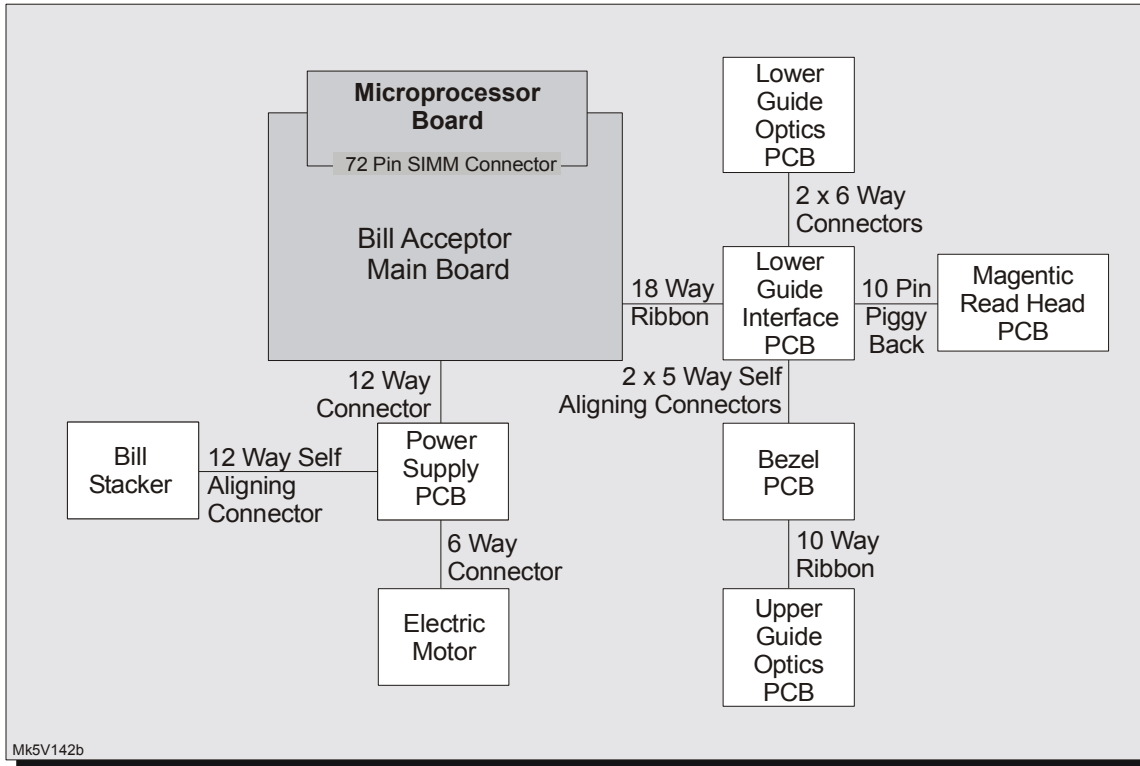 Microprocessor
Board
72 Pin SIMM Connector
Bill Acceptor
Main Board
Lower
Guide
Optics
PCB
2 x 6 Way
Connectors
18 Way
Ribbon
Lower
Guide
Interface
PCB
10 Pin
Piggy
Back
Magentic
Read Head
PCB
12 Way
Connector
2 x 5 Way Self
Aligning Connectors
Bill
Stacker
12 Way Self
Aligning
Connector
Power
Supply
PCB
Bezel
PCB
6 Way
Connector
10 Way
Ribbon
Electric
Motor
Upper
Guide
Optics
PCB
Mk5V142b